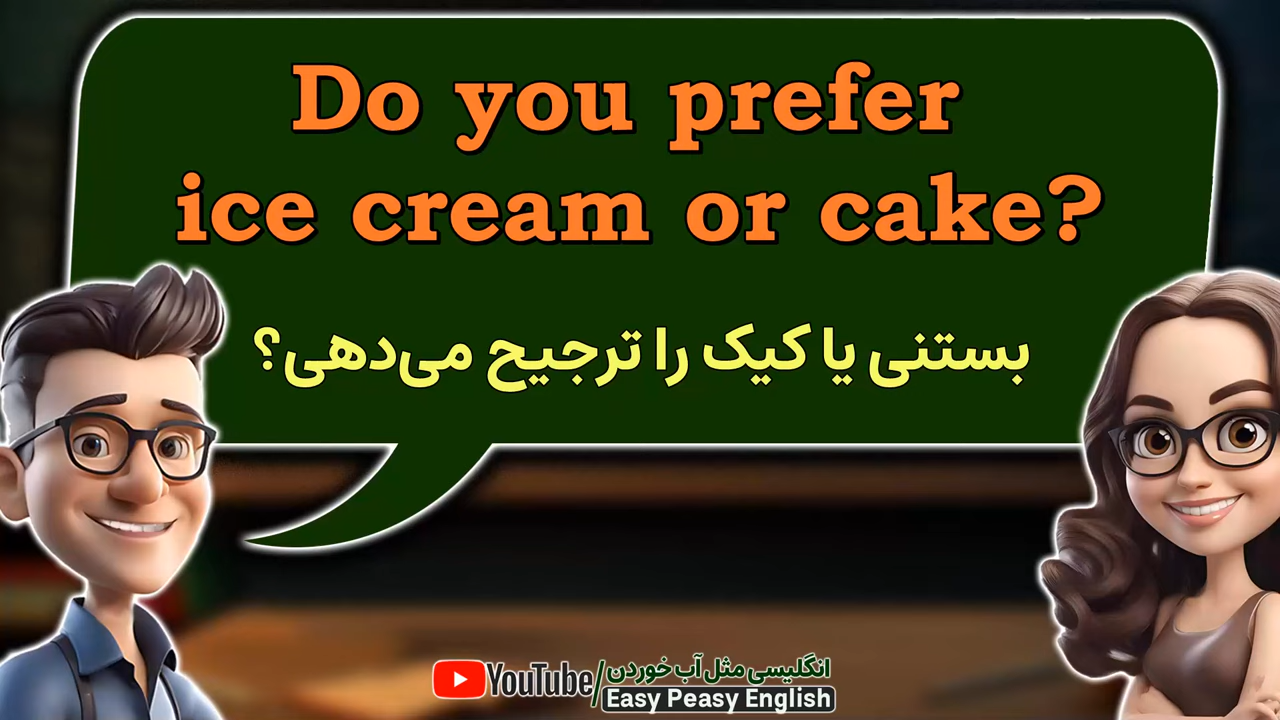 Do you prefer
ice cream or cake?
بستنی یا کیک را ترجیح می‌دهی؟
YouTube / انگلیسی مثل آب خوردن
Easy Peasy English